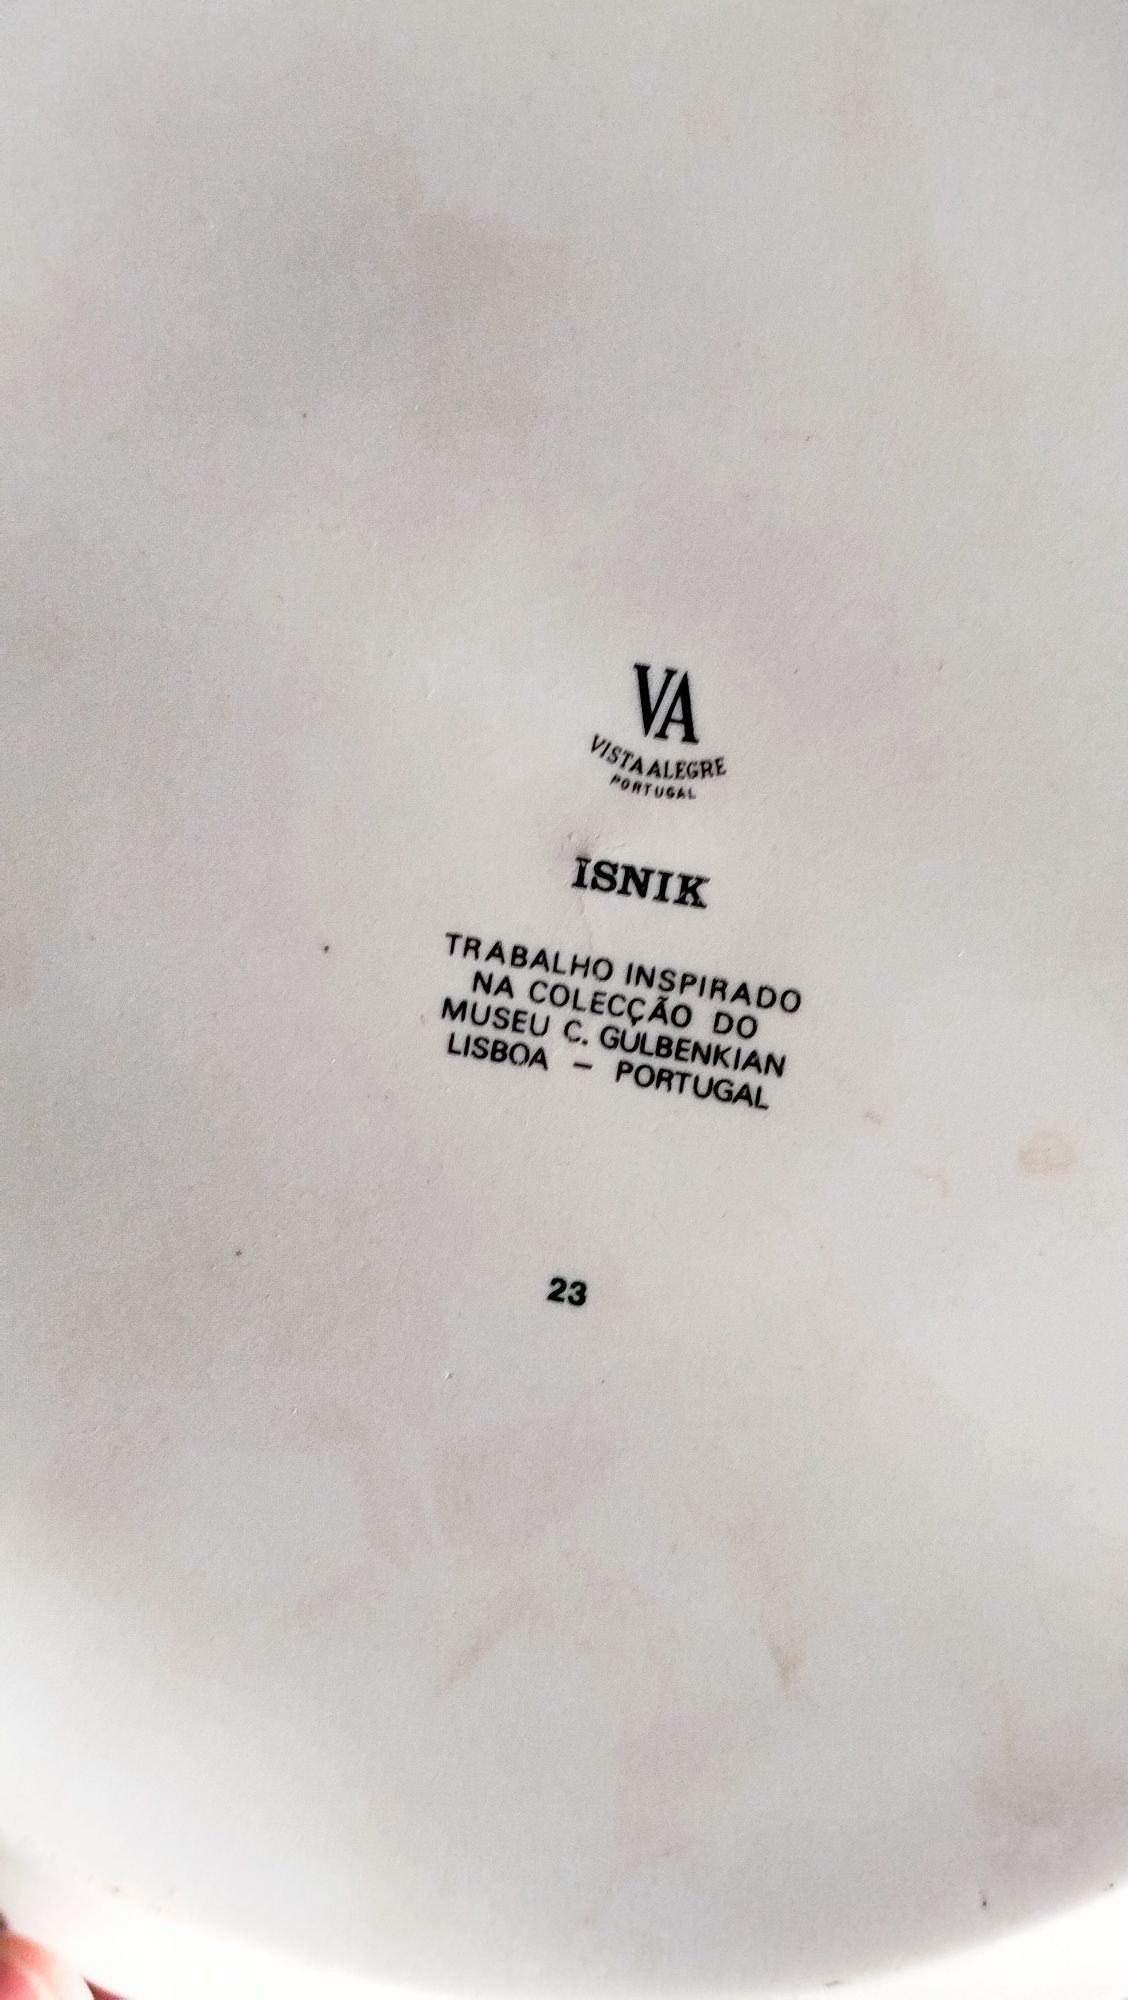 VA
VISTA ALEGRE
PORTUGAL
ISNIK
TRABALHO INSPIRADO
NA COLECÇÃO DO
MUSEU C. GULBENKIAN
LISBOA – PORTUGAL
23